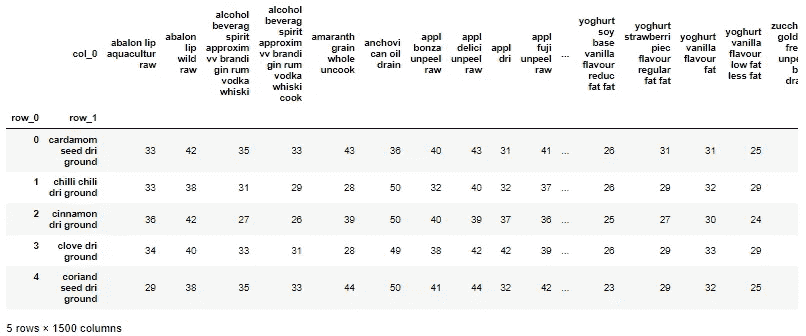 col_0
abalon lip
aquacultur
raw
abalon
lip
wild
raw
alcohol
beverag
spirit
approxim
vv brandi
gin rum
vodka
whiski
alcohol
beverag
spirit
approxim
vv brandi
gin rum
vodka
whiski
cook
amaranth
grain
whole
uncook
anchovi
can oil
drain
appl
bonza
unpeel
raw
appl
delici
unpeel
raw
appl
dri
appl
fuji
unpeel
raw
...
yoghurt
soy
base
vanilla
flavour
reduc
fat fat
yoghurt
strawberri
piec
flavour
regular
fat fat
yoghurt
vanilla
flavour
fat
yoghurt
vanilla
flavour
low fat
less fat
zucch
gold
fre
unp
b
dra
row_0 row_1
0 cardamom
seed dri
ground
33 42 35 33 43 36 40 43 31 41 ... 26 31 31 25
1 chilli chili
dri ground
33 38 31 29 28 50 32 40 32 37 ... 26 29 32 29
2 cinnamon
dri ground
36 42 27 26 39 50 40 39 37 36 ... 25 27 30 24
3 clove dri
ground
34 40 33 31 28 49 38 42 42 39 ... 26 29 33 29
4 coriand
seed dri
ground
29 38 35 33 44 50 41 44 32 42 ... 23 29 32 25
5 rows × 1500 columns